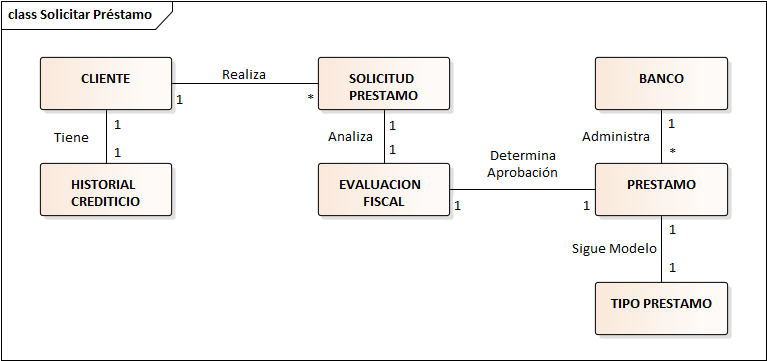 class Solicitar Préstamo
CLIENTE
Realiza
1
*
SOLICITUD
PRESTAMO
BANCO
Tiene
1
1
Analiza
1
1
Administra
1
*
HISTORIAL
CREDITICIO
EVALUACION
FISCAL
Determina
Aprobación
1
1
PRESTAMO
Sigue Modelo
1
1
TIPO PRESTAMO